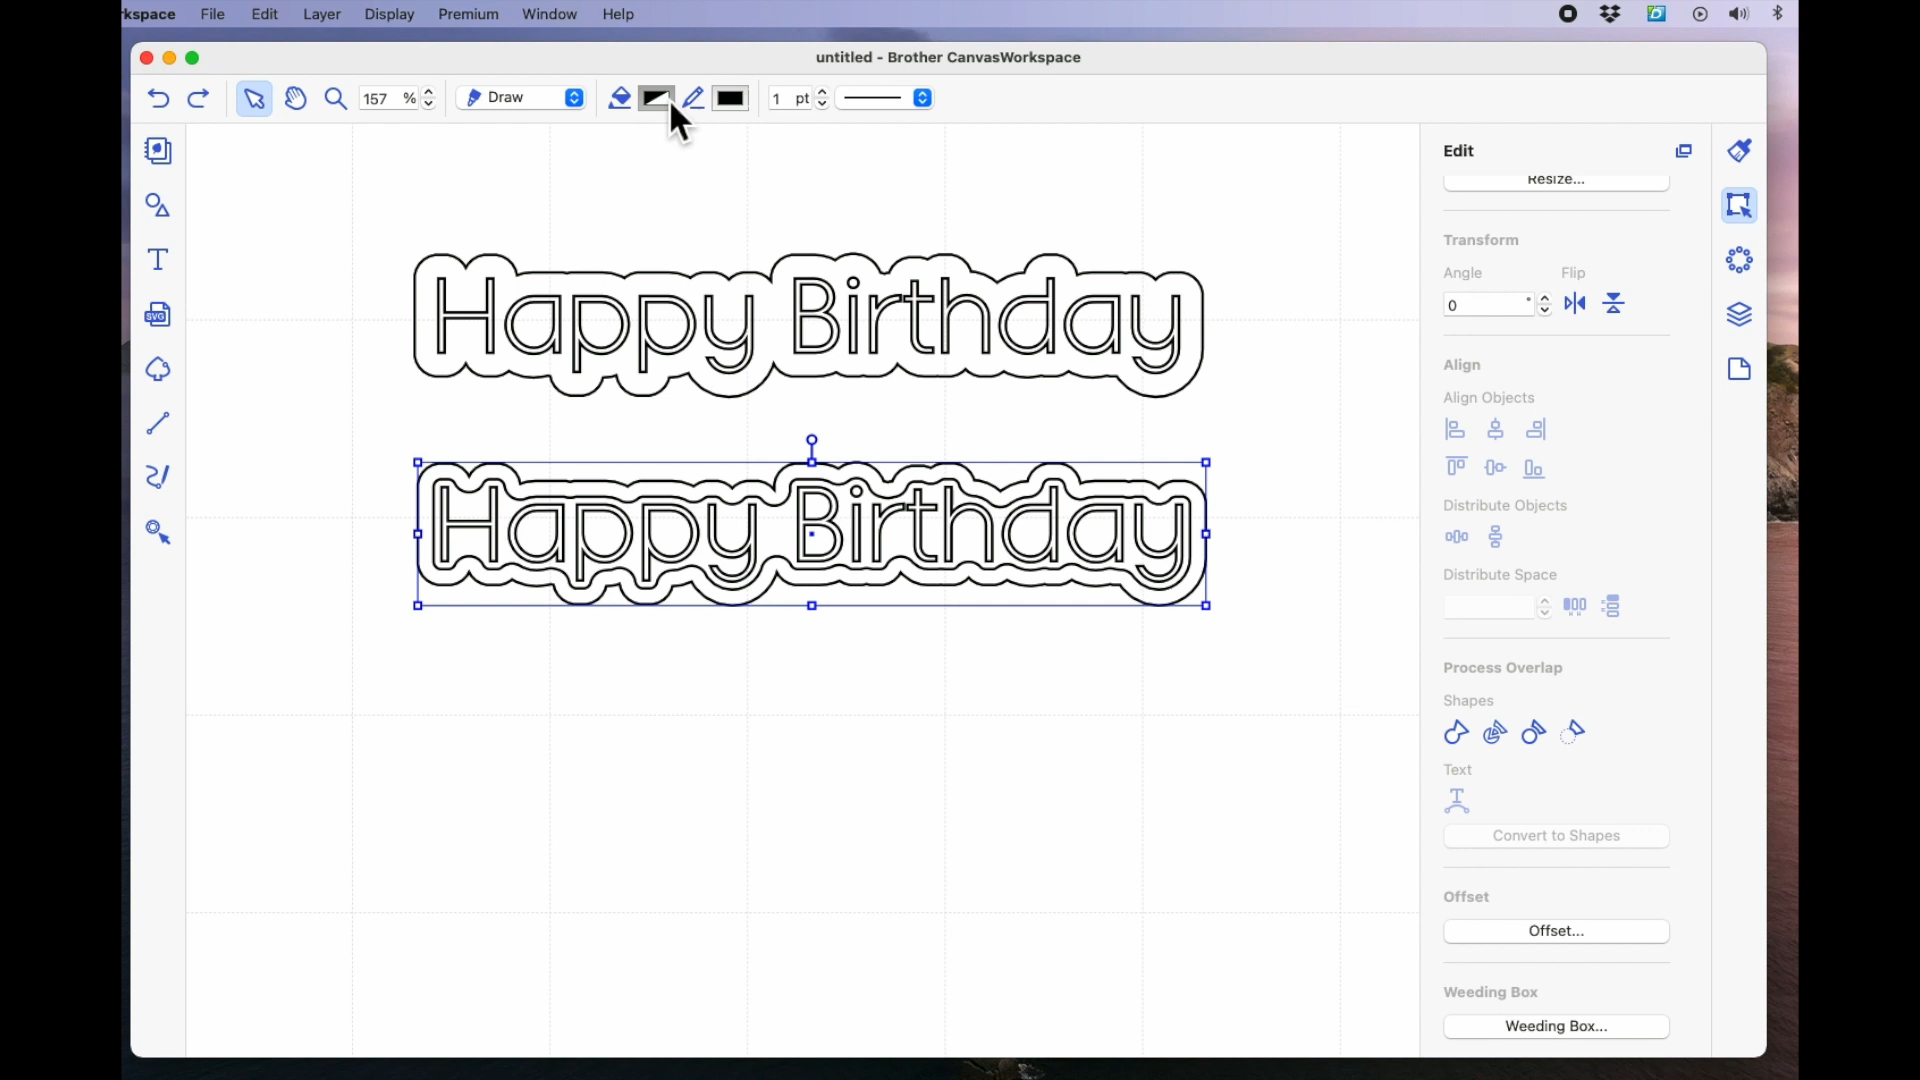 kspace File Edit Layer Display Premium Window Help
untitled - Brother CanvasWorkspace
157 % Draw 1 pt
Edit
Resize...
Transform
Angle Flip
0 °
Align
Align Objects
Distribute Objects
Distribute Space
Process Overlap
Shapes
Text
Convert to Shapes
Offset
Offset...
Weeding Box
Weeding Box...
SVG
Happy Birthday
Happy Birthday